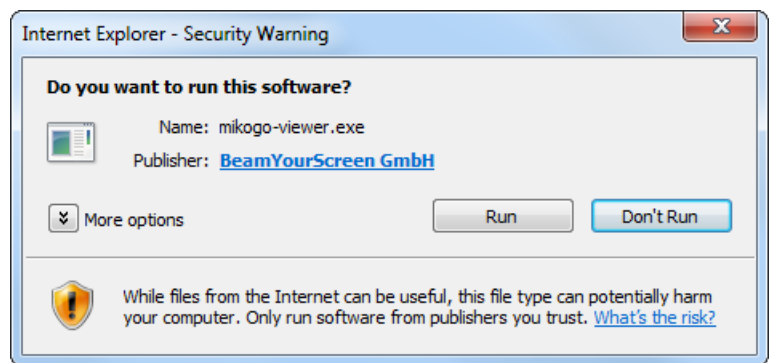 Internet Explorer - Security Warning
Do you want to run this software?
Name: mikogo-viewer.exe
Publisher: BeamYourScreen GmbH
More options
Run
Don't Run
While files from the Internet can be useful, this file type can potentially harm
your computer. Only run software from publishers you trust. What's the risk?